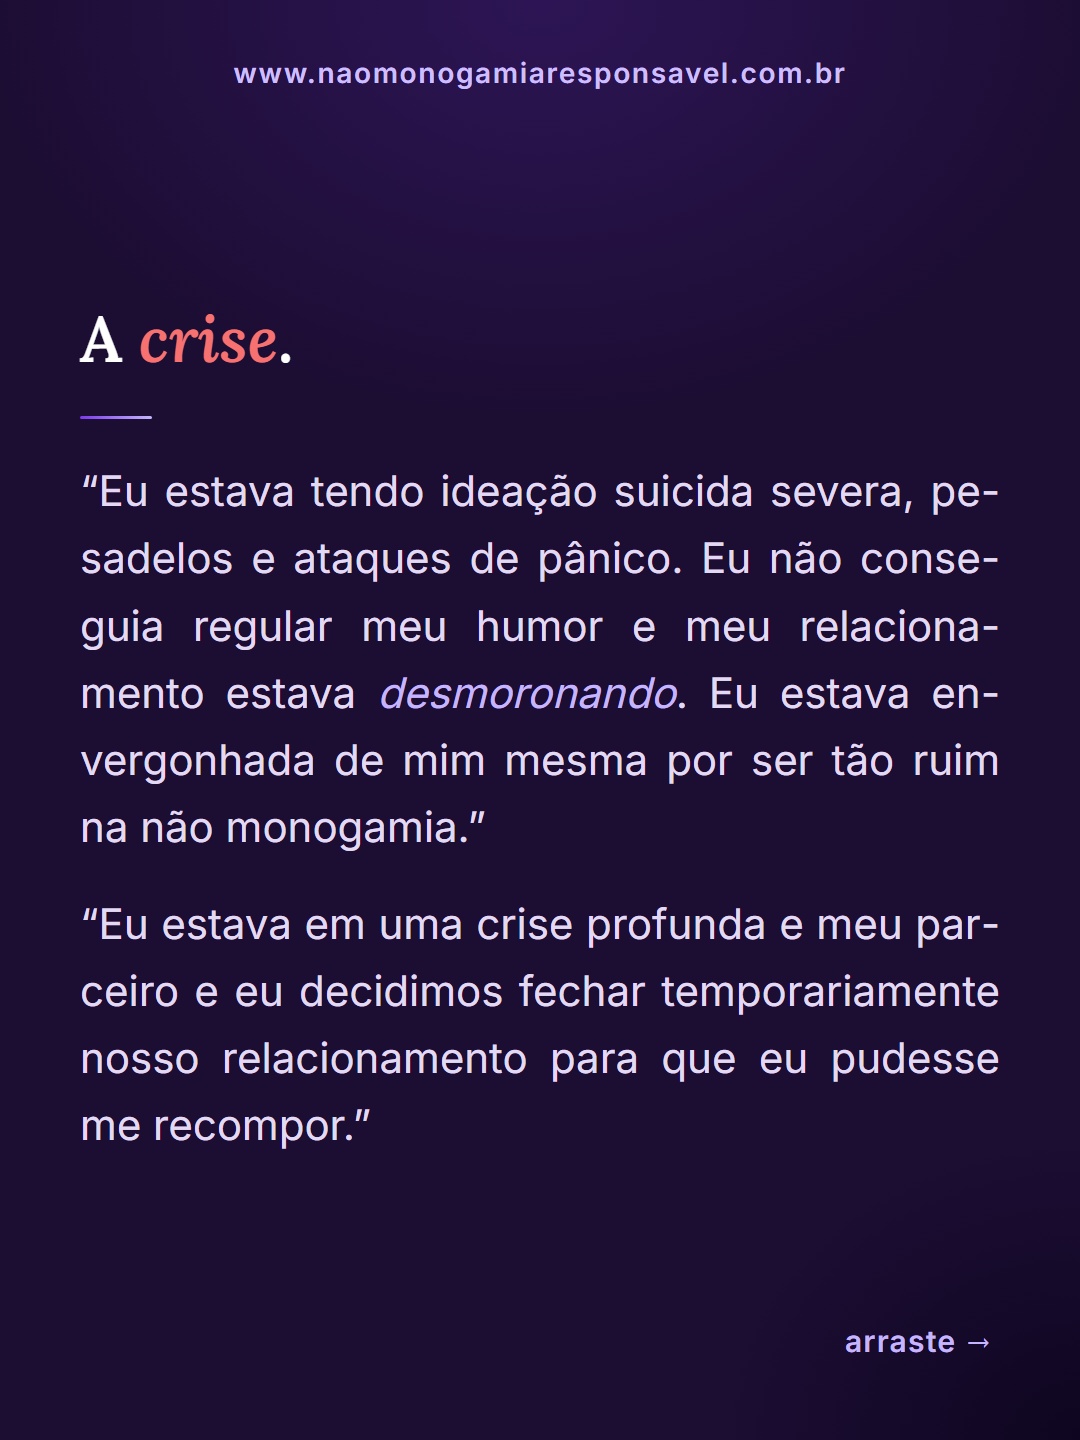 www.naomonogamiaresponsavel.com.br
A crise.
“Eu estava tendo ideação suicida severa, pe-
sadelos e ataques de pânico. Eu não conse-
guia regular meu humor e meu relaciona-
mento estava desmoronando. Eu estava en-
vergonhada de mim mesma por ser tão ruim
na não monogamia.”
“Eu estava em uma crise profunda e meu par-
ceiro e eu decidimos fechar temporariamente
nosso relacionamento para que eu pudesse
me recompor.”
arraste →